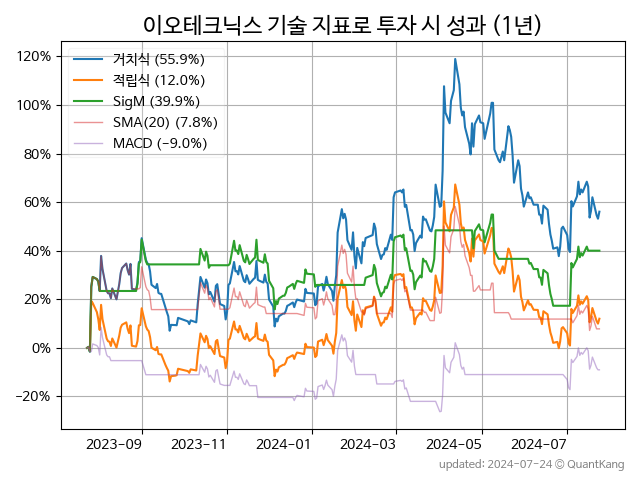 이오테크닉스 기술 지표로 투자 시 성과 (1년)
거치식 (55.9%)
적립식 (12.0%)
SigM (39.9%)
SMA(20) (7.8%)
MACD (−9.0%)
120%
100%
80%
60%
40%
20%
0%
−20%
2023-09
2023-11
2024-01
2024-03
2024-05
2024-07
updated: 2024-07-24 @ QuantKang